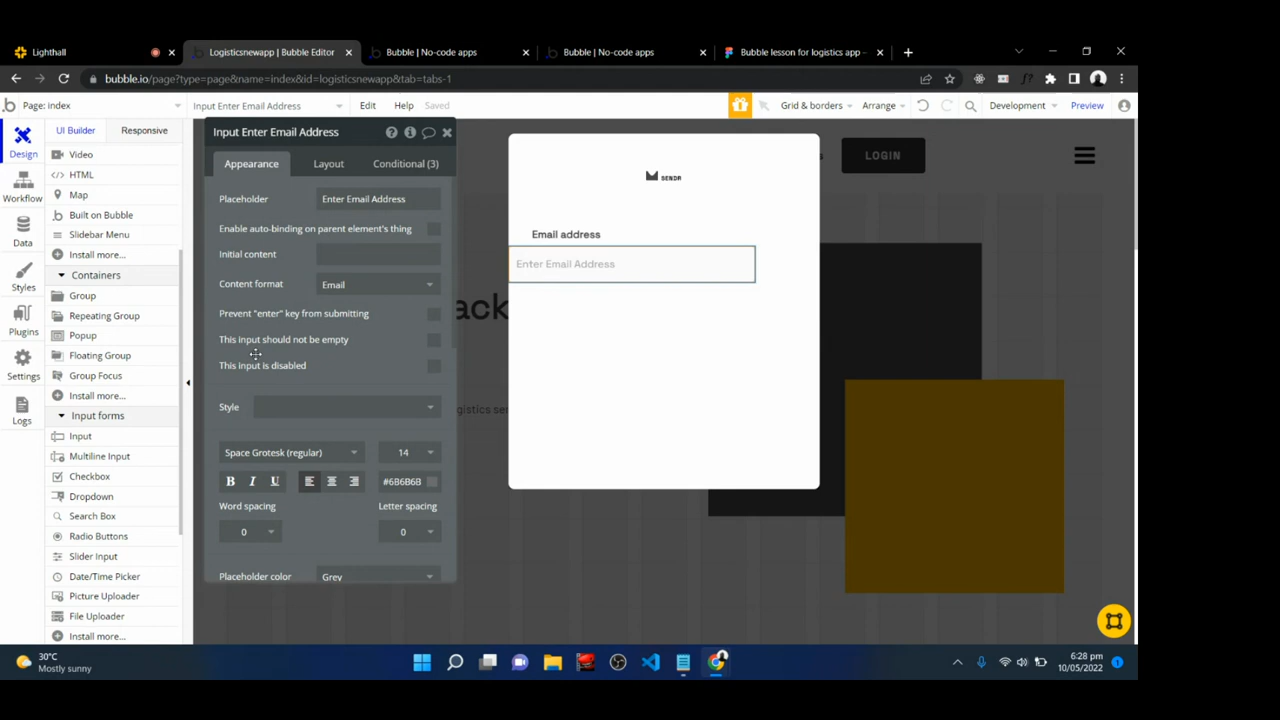 Lighthall
Logisticsnewapp | Bubble Editor
Bubble | No-code apps
Bubble | No-code apps
Bubble lesson for logistics app –
bubble.io/page?type=page&name=index&id=logisticsnewapp&tab=tabs-1
Page: index
Input Enter Email Address
Edit
Help
Saved
Grid & borders
Arrange
Development
Preview
Design
Workflow
Data
Styles
Plugins
Settings
Logs
UI Builder
Responsive
Video
</> HTML
Map
Built on Bubble
Slidebar Menu
Install more...
Containers
Group
Repeating Group
Popup
Floating Group
Group Focus
Install more...
Input forms
Input
Multiline Input
Checkbox
Dropdown
Search Box
Radio Buttons
Slider Input
Date/Time Picker
Picture Uploader
File Uploader
Install more...
Input Enter Email Address
Appearance
Layout
Conditional (3)
Placeholder
Enter Email Address
Enable auto-binding on parent element's thing
Initial content
Content format
Email
Prevent "enter" key from submitting
This input should not be empty
This input is disabled
Style
Space Grotesk (regular)
14
B I U
#6B6B6B
Word spacing
Letter spacing
0
0
Placeholder color
Grey
SENDR
Email address
Enter Email Address
LOGIN
s
ack
ogistics se
30°C
Mostly sunny
6:28 pm
10/05/2022
1